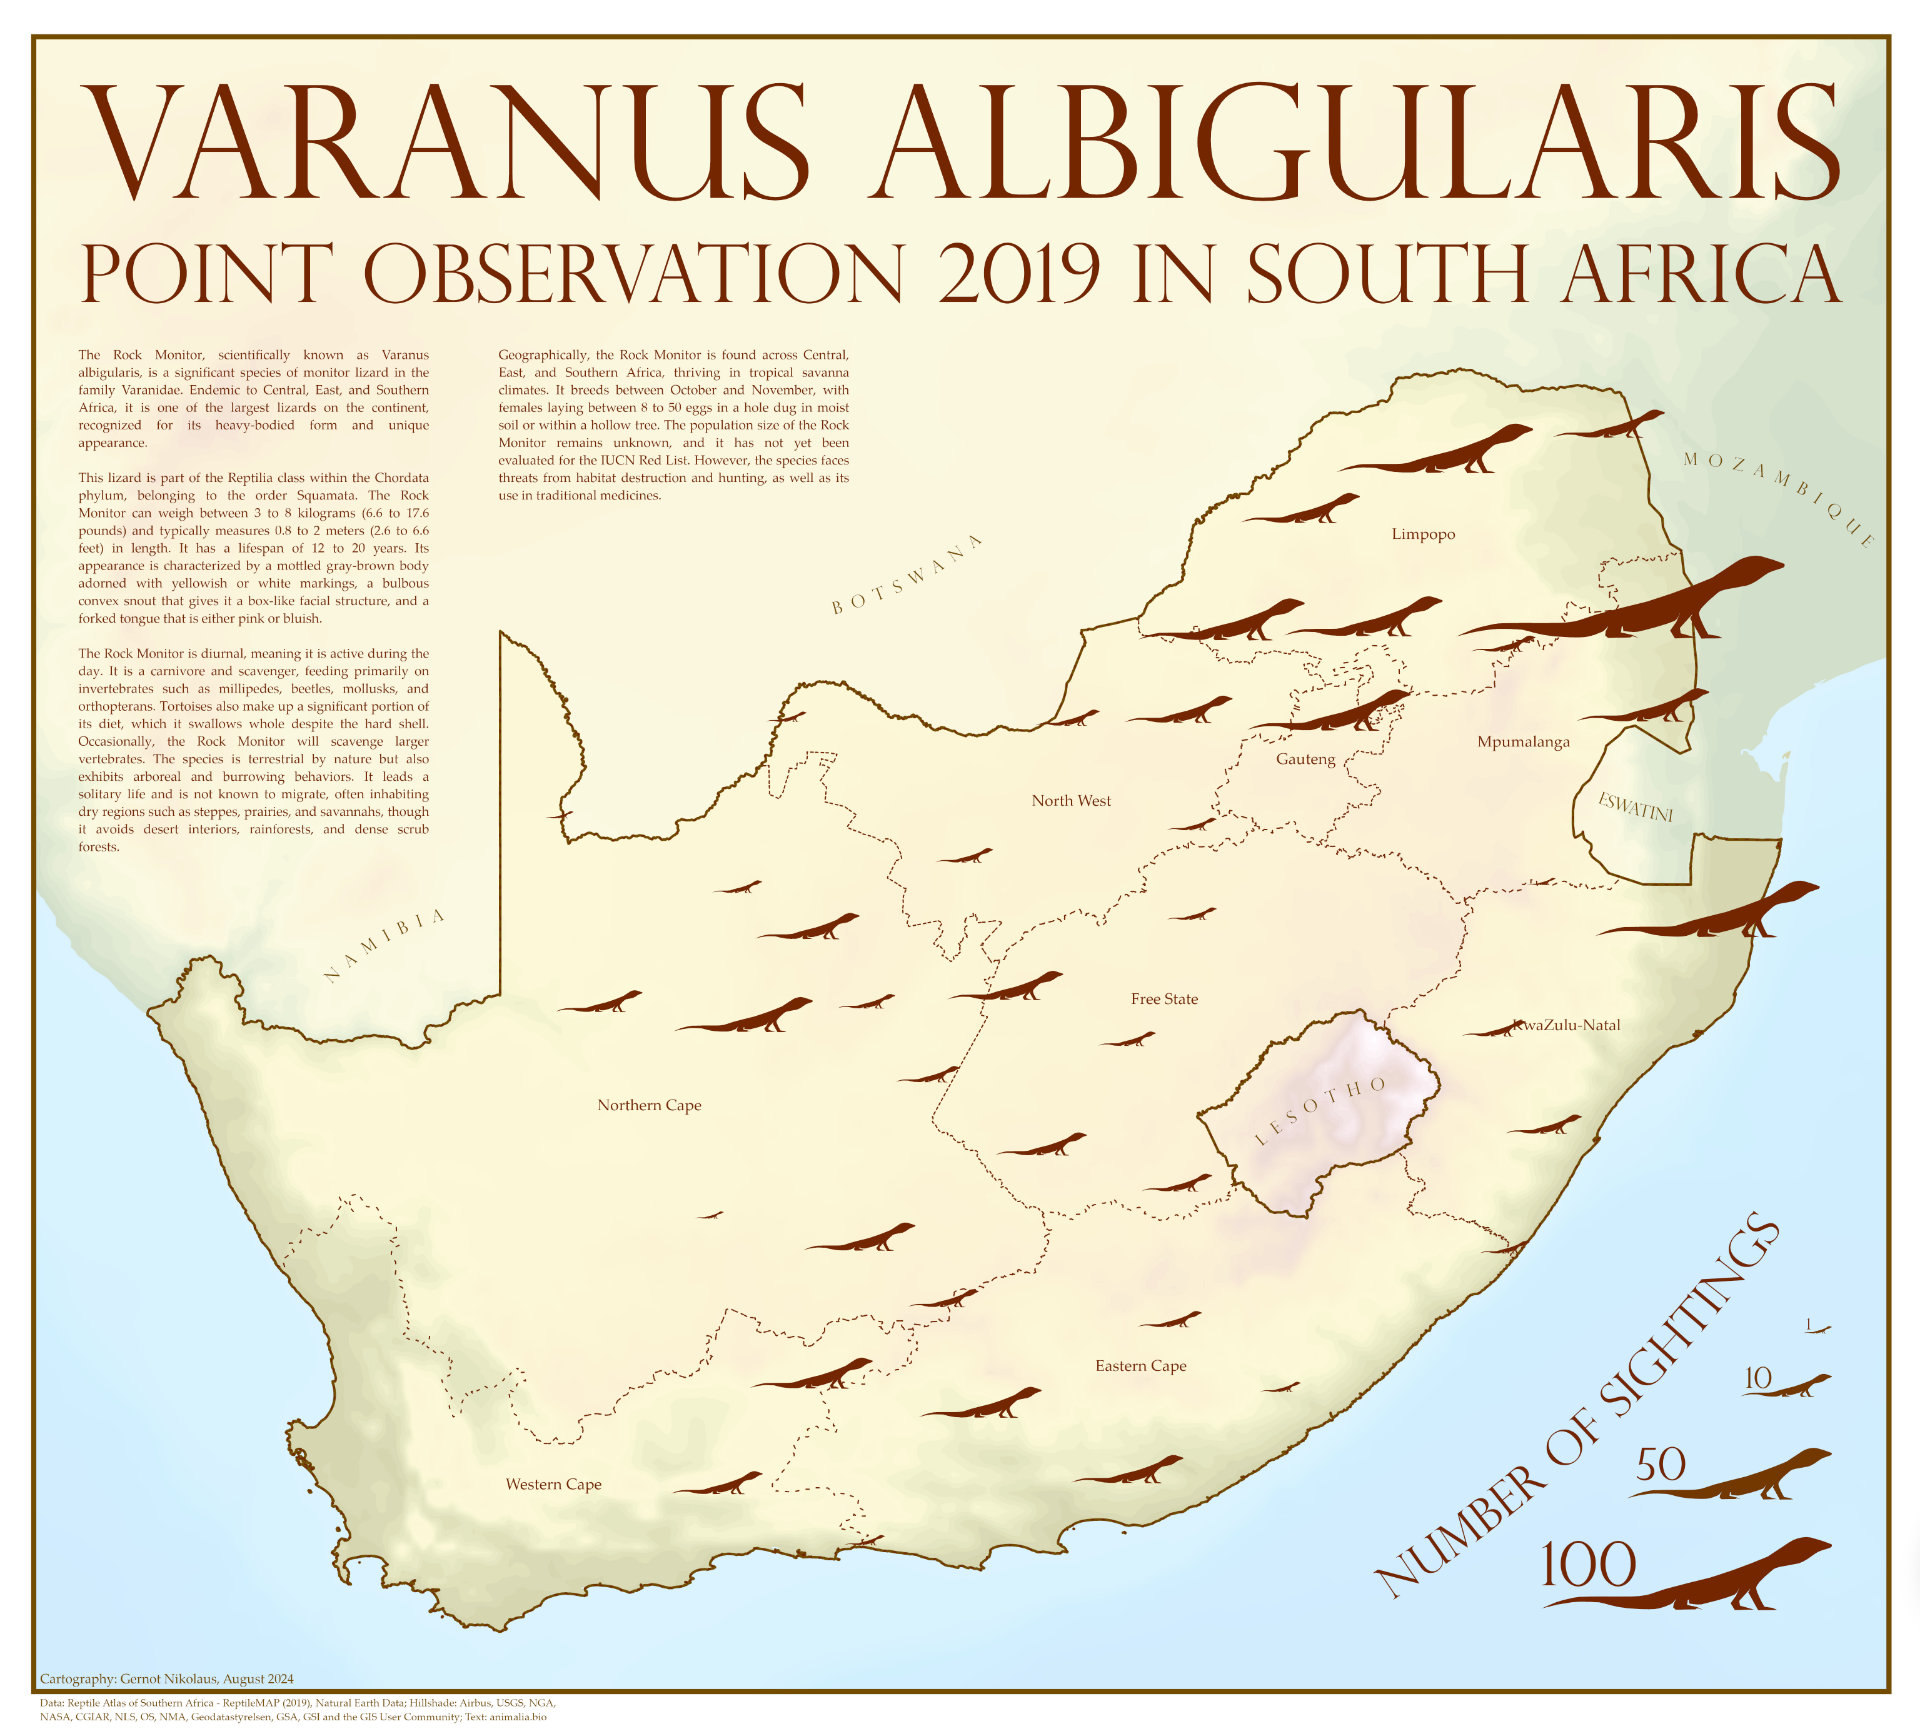 VARANUS ALBIGULARIS
POINT OBSERVATION 2019 IN SOUTH AFRICA
The Rock Monitor, scientifically known as Varanus
albigularis, is a significant species of monitor lizard in the
family Varanidae. Endemic to Central, East, and Southern
Africa, it is one of the largest lizards on the continent,
recognized for its heavy-bodied form and unique
appearance.
This lizard is part of the Reptilia class within the Chordata
phylum, belonging to the order Squamata. The Rock
Monitor can weigh between 3 to 8 kilograms (6.6 to 17.6
pounds) and typically measures 0.8 to 2 meters (2.6 to 6.6
feet) in length. It has a lifespan of 12 to 20 years. Its
appearance is characterized by a mottled gray-brown body
adorned with yellowish or white markings, a bulbous
convex snout that gives it a box-like facial structure, and a
forked tongue that is either pink or bluish.
The Rock Monitor is diurnal, meaning it is active during the
day. It is a carnivore and scavenger, feeding primarily on
invertebrates such as millipedes, beetles, mollusks, and
orthopterans. Tortoises also make up a significant portion of
its diet, which it swallows whole despite the hard shell.
Occasionally, the Rock Monitor will scavenge larger
vertebrates. The species is terrestrial by nature but also
exhibits arboreal and burrowing behaviors. It leads a
solitary life and is not known to migrate, often inhabiting
dry regions such as steppes, prairies, and savannahs, though
it avoids desert interiors, rainforests, and dense scrub
forests.
Geographically, the Rock Monitor is found across Central,
East, and Southern Africa, thriving in tropical savanna
climates. It breeds between October and November, with
females laying between 8 to 50 eggs in a hole dug in moist
soil or within a hollow tree. The population size of the Rock
Monitor remains unknown, and it has not yet been
evaluated for the IUCN Red List. However, the species faces
threats from habitat destruction and hunting, as well as its
use in traditional medicines.
MOZAMBIQUE
BOTSWANA
Limpopo
Mpumalanga
Gauteng
North West
ESWATINI
NAMIBIA
Free State
KwaZulu-Natal
LESOTHO
Northern Cape
Eastern Cape
Western Cape
NUMBER OF SIGHTINGS
1
10
50
100
Cartography: Gernot Nikolaus, August 2024
Data: Reptile Atlas of Southern Africa - ReptileMAP (2019), Natural Earth Data; Hillshade: Airbus, USGS, NGA,
NASA, CGIAR, NLS, OS, NMA, Geodatastyrelsen, GSA, GSI and the GIS User Community; Text: animalia.bio